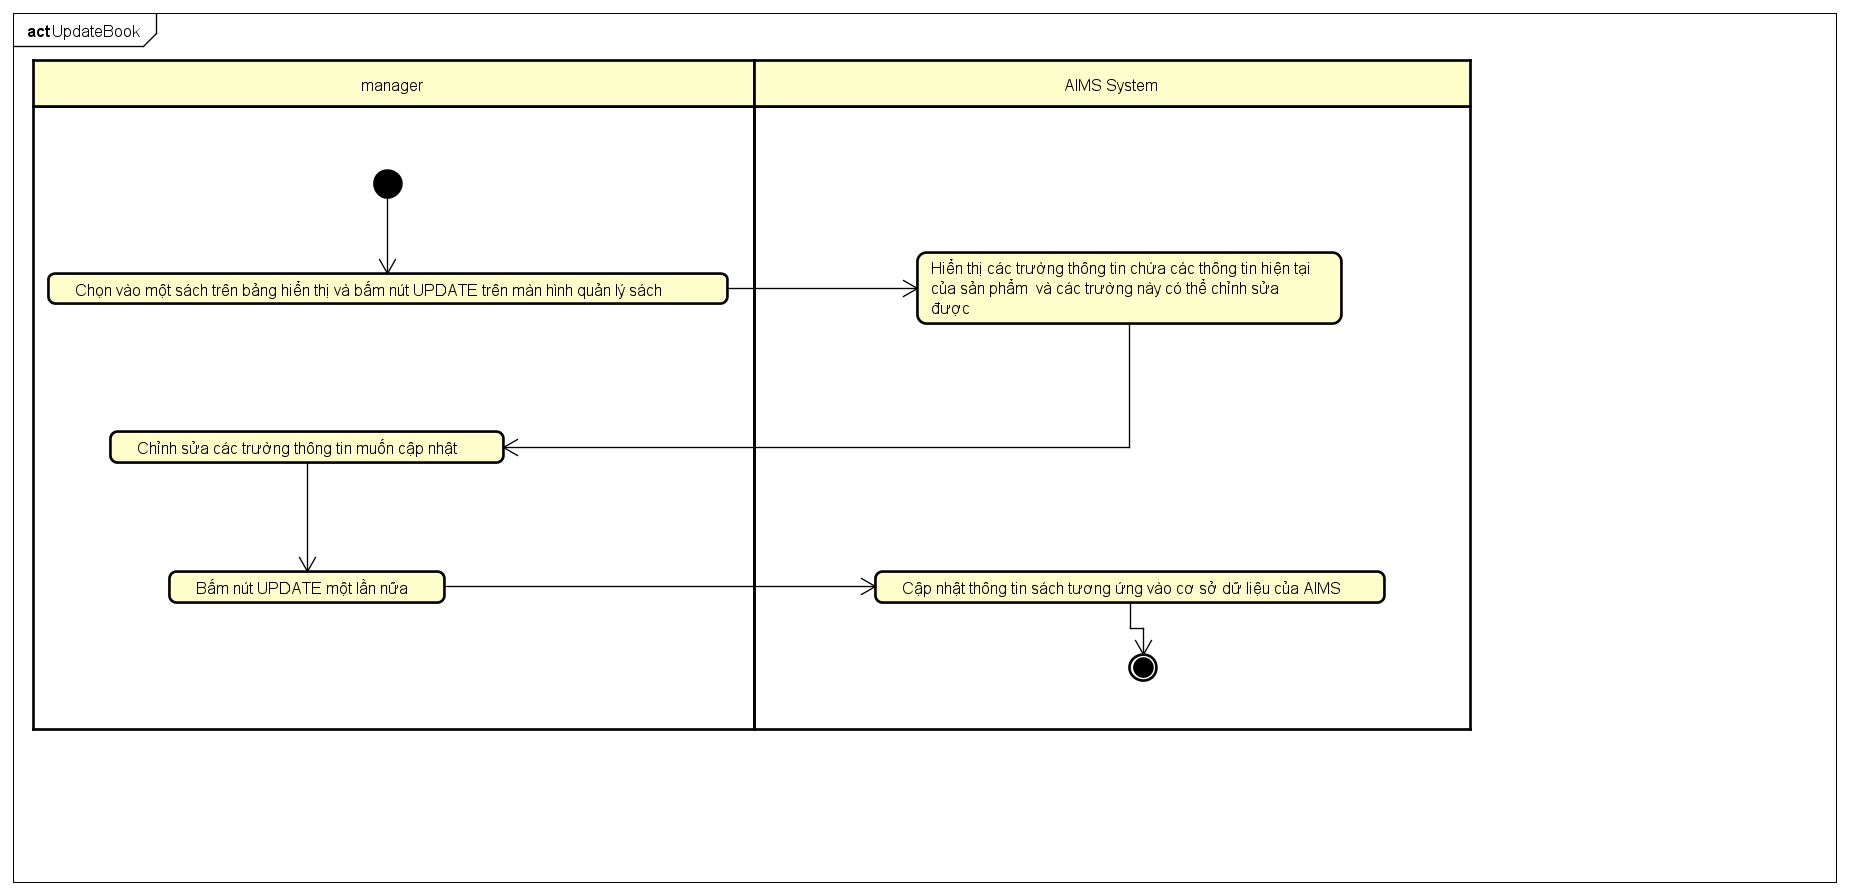 act UpdateBook
manager
AIMS System
Chọn vào một sách trên bảng hiển thị và bấm nút UPDATE trên màn hình quản lý sách
Hiển thị các trường thông tin chứa các thông tin hiện tại
của sản phẩm và các trường này có thể chỉnh sửa
được
Chỉnh sửa các trường thông tin muốn cập nhật
Bấm nút UPDATE một lần nữa
Cập nhật thông tin sách tương ứng vào cơ sở dữ liệu của AIMS